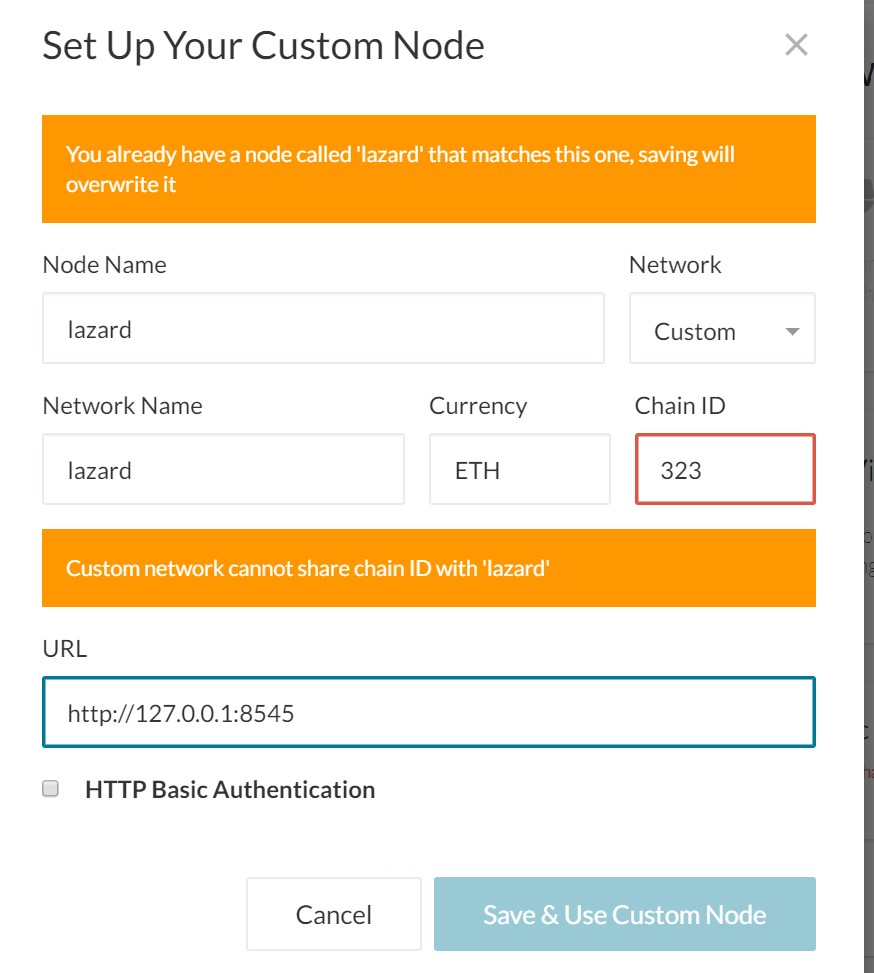 Set Up Your Custom Node
You already have a node called 'lazard' that matches this one, saving will
overwrite it
Node Name
Network
lazard
Custom
Network Name
Currency
Chain ID
lazard
ETH
323
Custom network cannot share chain ID with 'lazard'
URL
http://127.0.0.1:8545
HTTP Basic Authentication
Cancel
Save & Use Custom Node